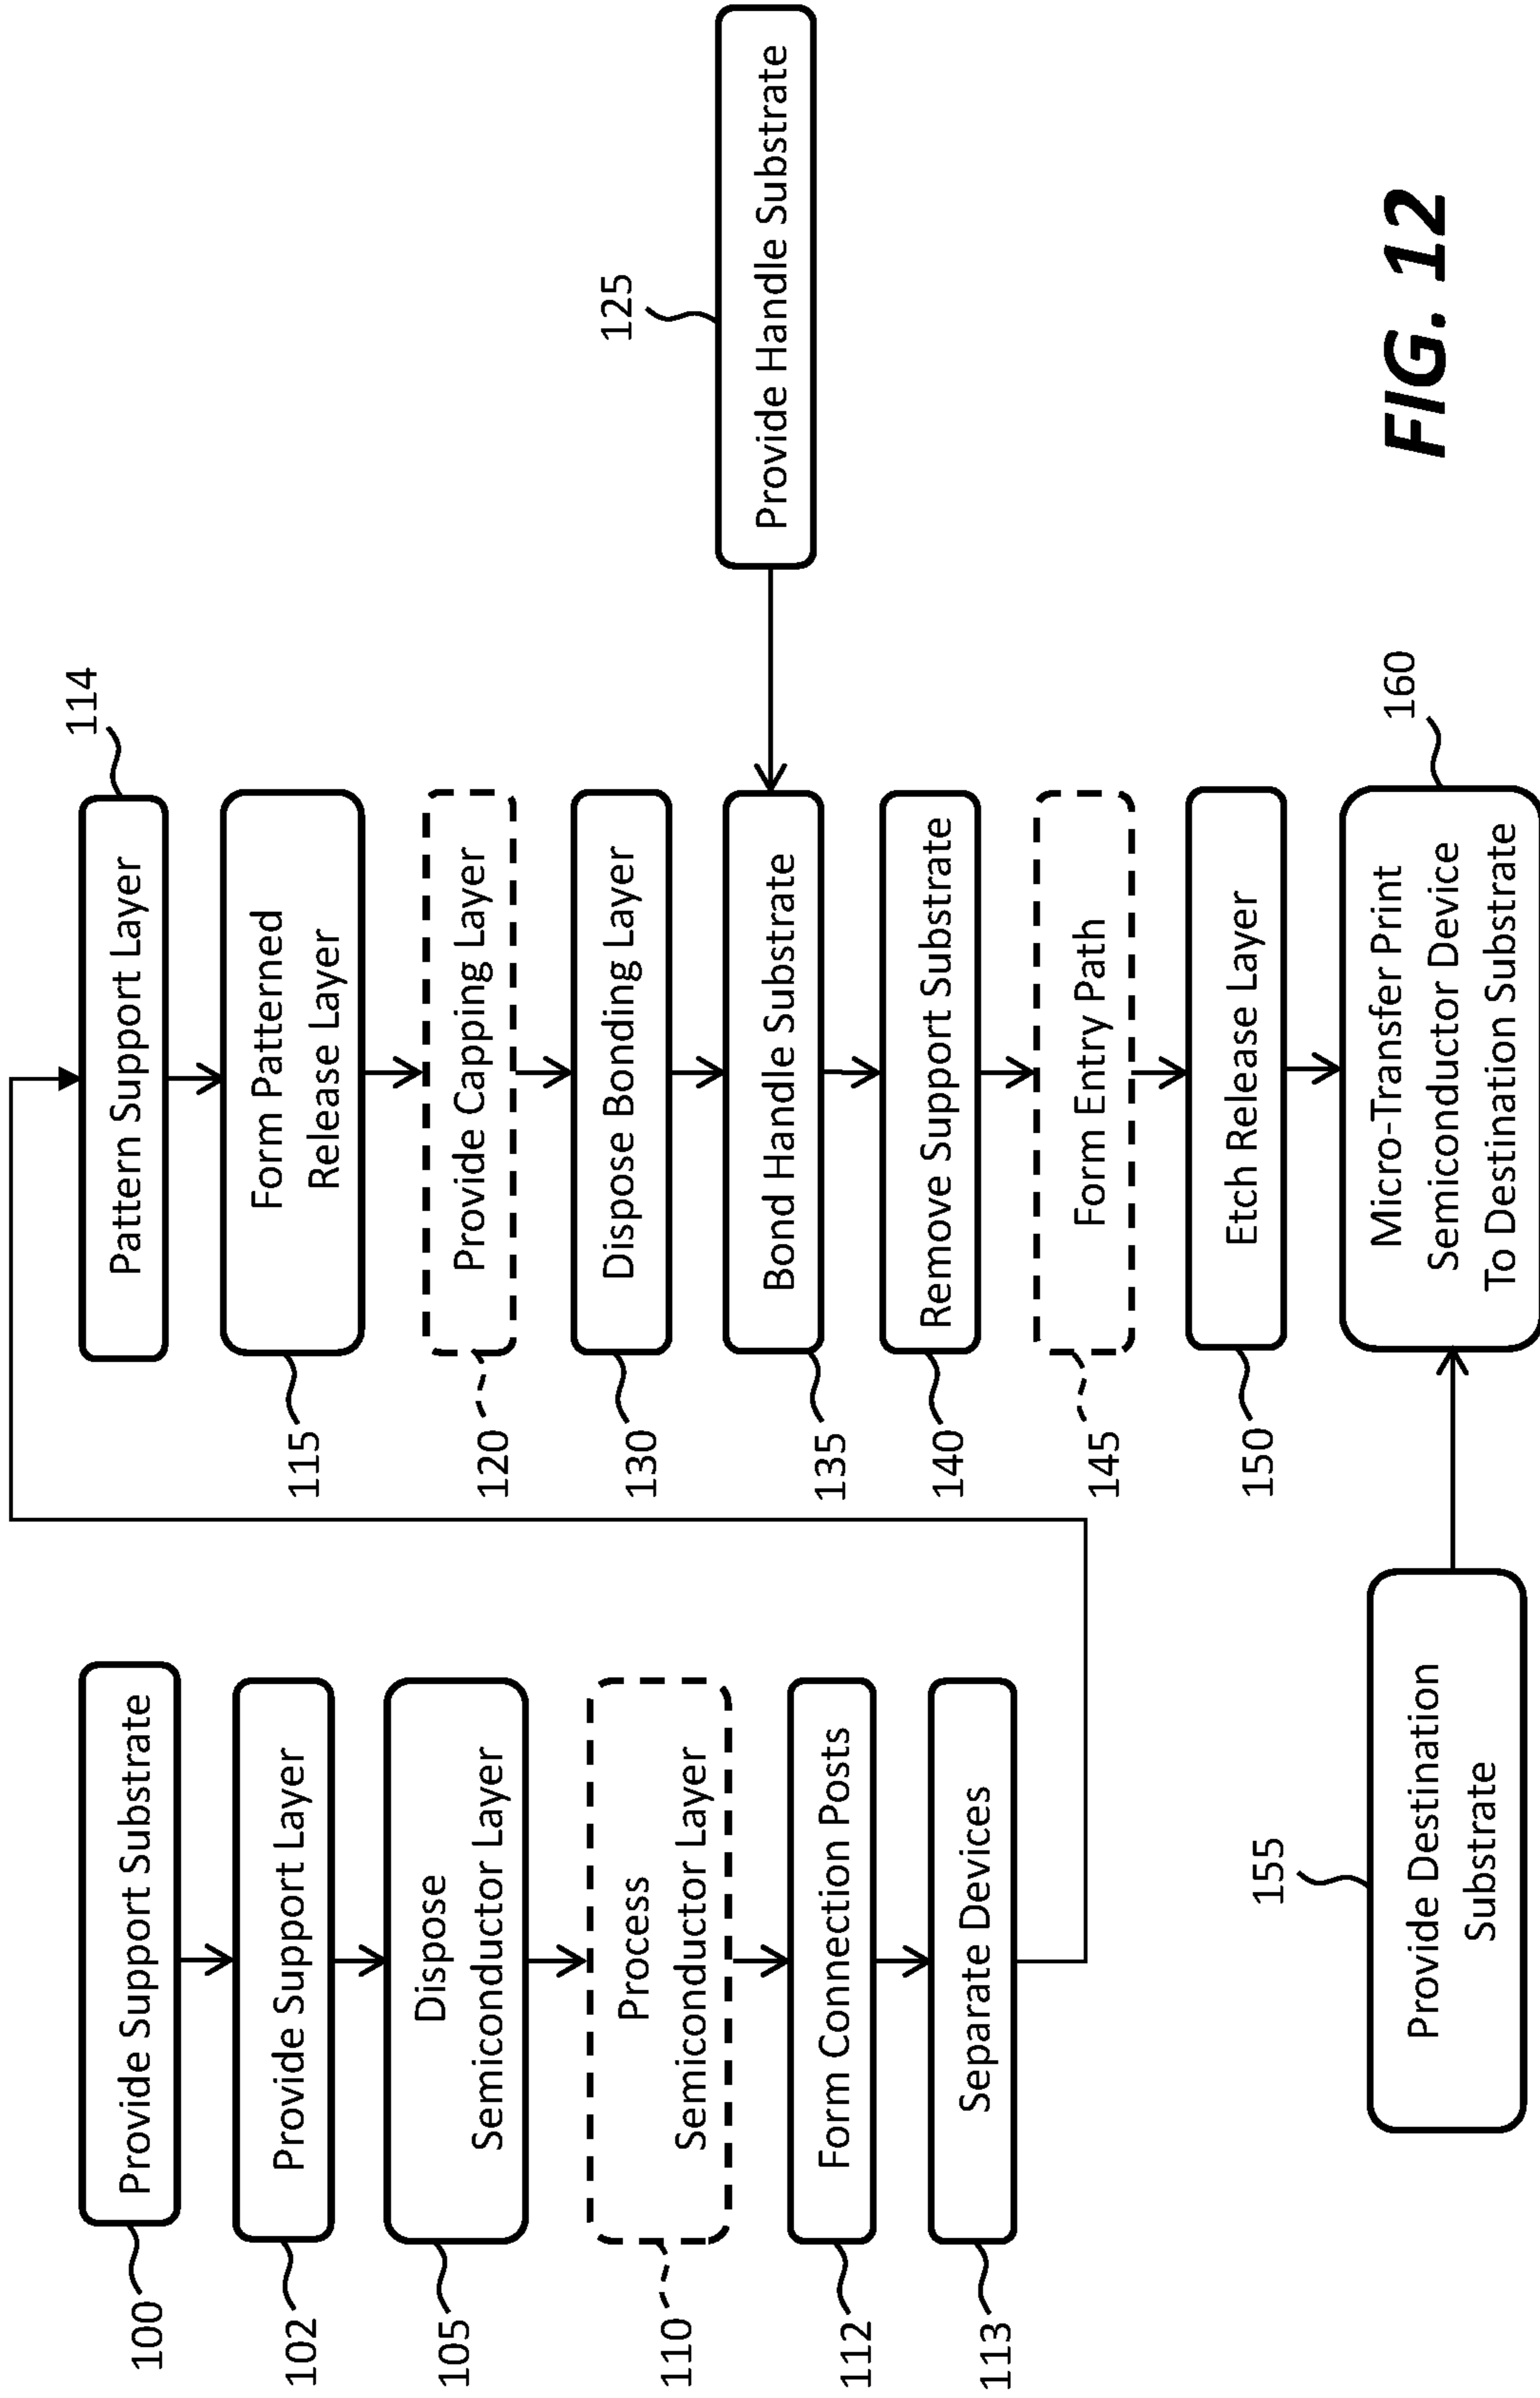 100
Provide Support Substrate
102
Provide Support Layer
105
Dispose
Semiconductor Layer
110
Process
Semiconductor Layer
112
Form Connection Posts
113
Separate Devices
114
Pattern Support Layer
115
Form Patterned
Release Layer
120
Provide Capping Layer
130
Dispose Bonding Layer
125
Provide Handle Substrate
135
Bond Handle Substrate
140
Remove Support Substrate
145
Form Entry Path
150
Etch Release Layer
155
Provide Destination
Substrate
160
Micro-Transfer Print
Semiconductor Device
To Destination Substrate
FIG. 12